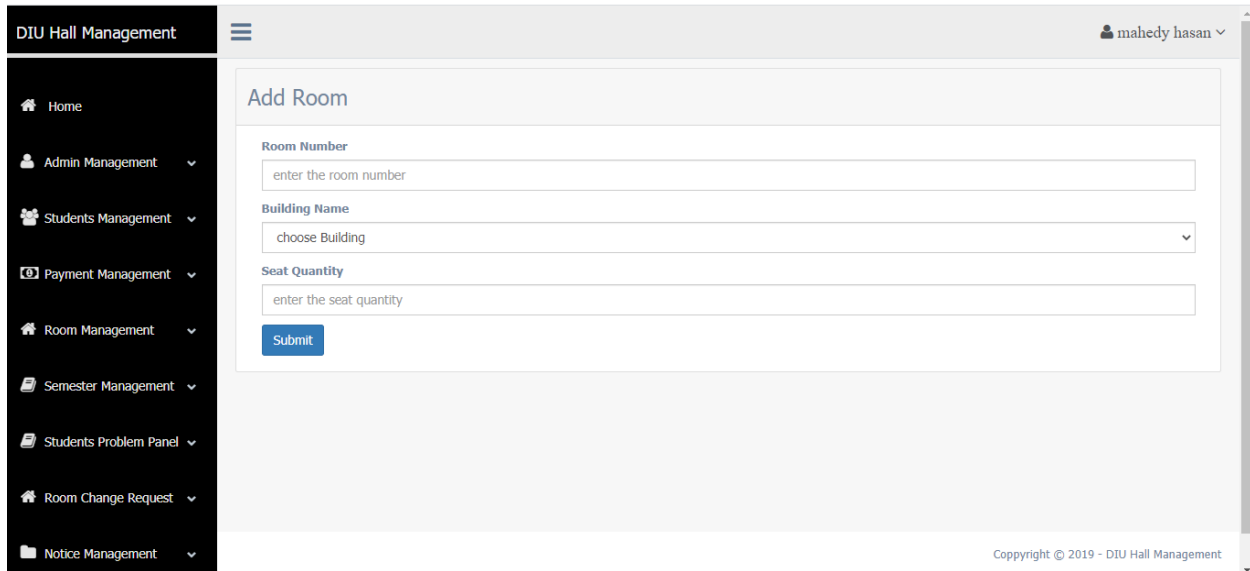 DIU Hall Management
mahedy hasan
Home
Admin Management
Students Management
Payment Management
Room Management
Semester Management
Students Problem Panel
Room Change Request
Notice Management
Add Room
Room Number
enter the room number
Building Name
choose Building
Seat Quantity
enter the seat quantity
Submit
Coppyright © 2019 - DIU Hall Management